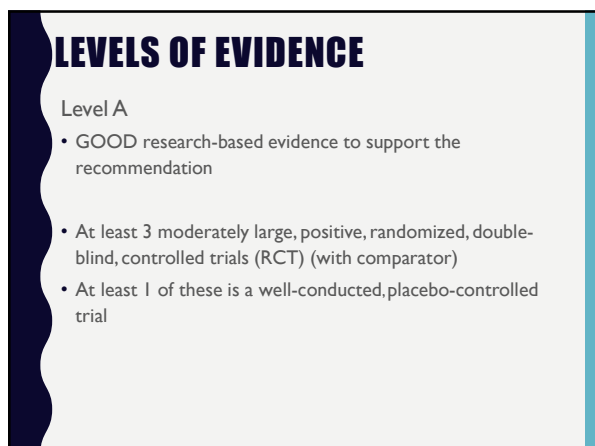 LEVELS OF EVIDENCE
Level A
• GOOD research-based evidence to support the
recommendation
• At least 3 moderately large, positive, randomized, double-
blind, controlled trials (RCT) (with comparator)
• At least 1 of these is a well-conducted, placebo-controlled
trial